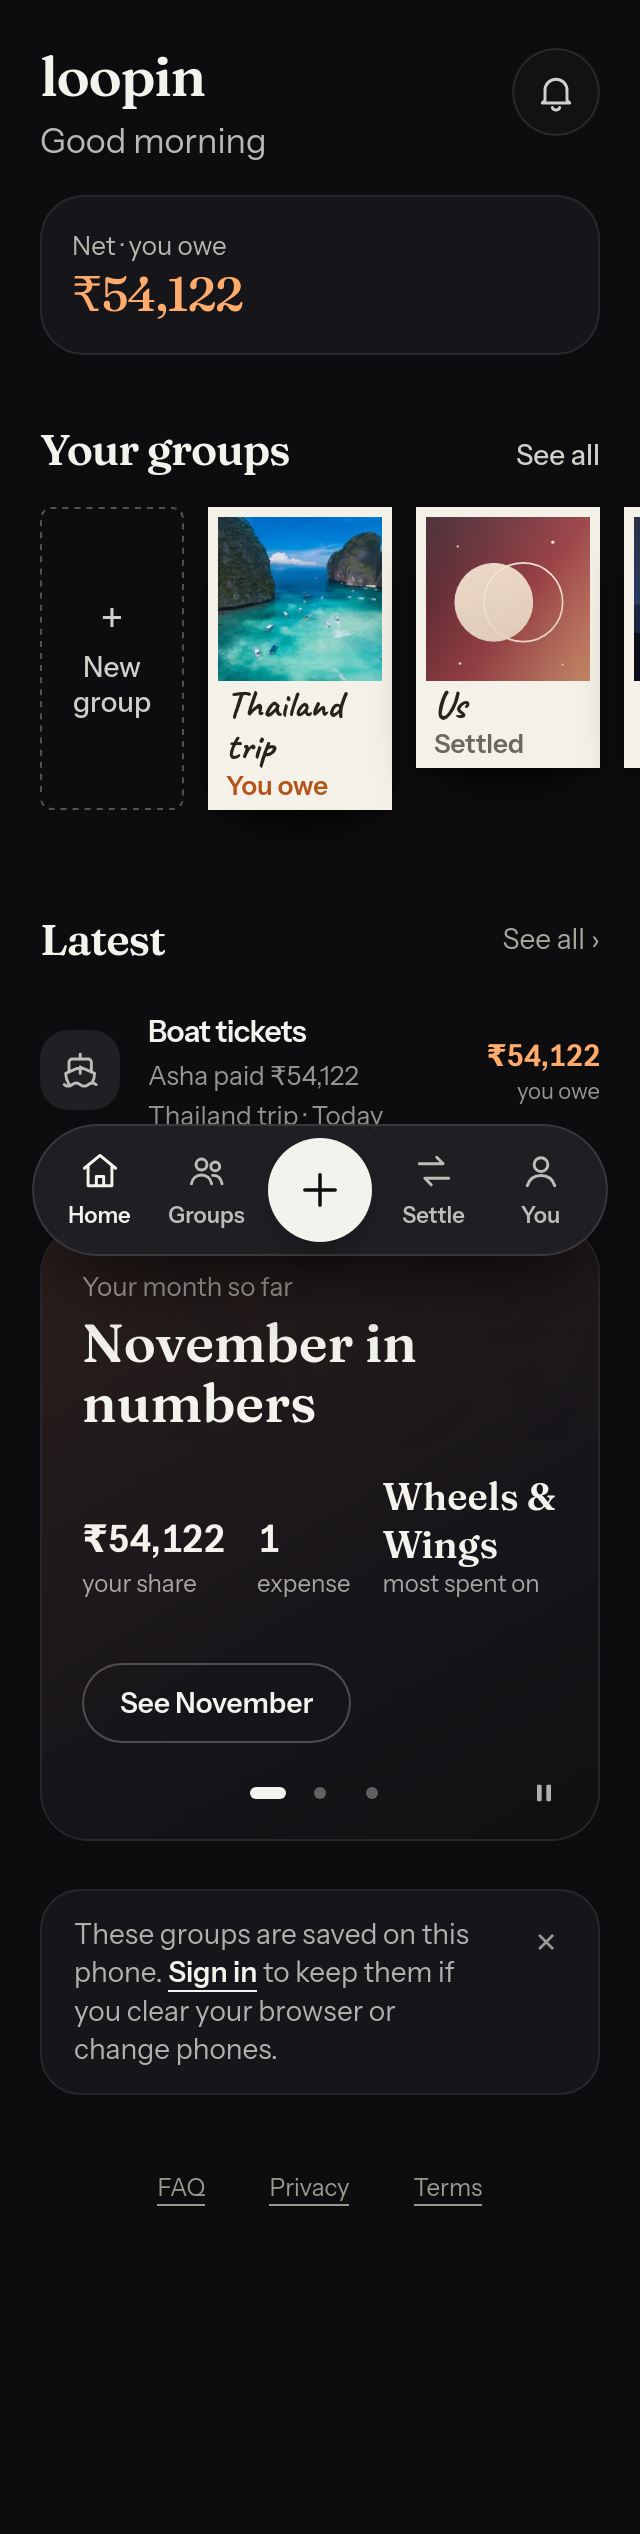 loopin
Good morning
Net · you owe
₹54,122
Your groups
See all
+
New
group
Thailand
trip
You owe
Us
Settled
Latest
See all ›
Boat tickets
Asha paid ₹54,122
Thailand trip · Today
₹54,122
you owe
Home
Groups
Settle
You
Your month so far
November in
numbers
₹54,122
your share
1
expense
Wheels &
Wings
most spent on
See November
These groups are saved on this
phone. Sign in to keep them if
you clear your browser or
change phones.
FAQ
Privacy
Terms